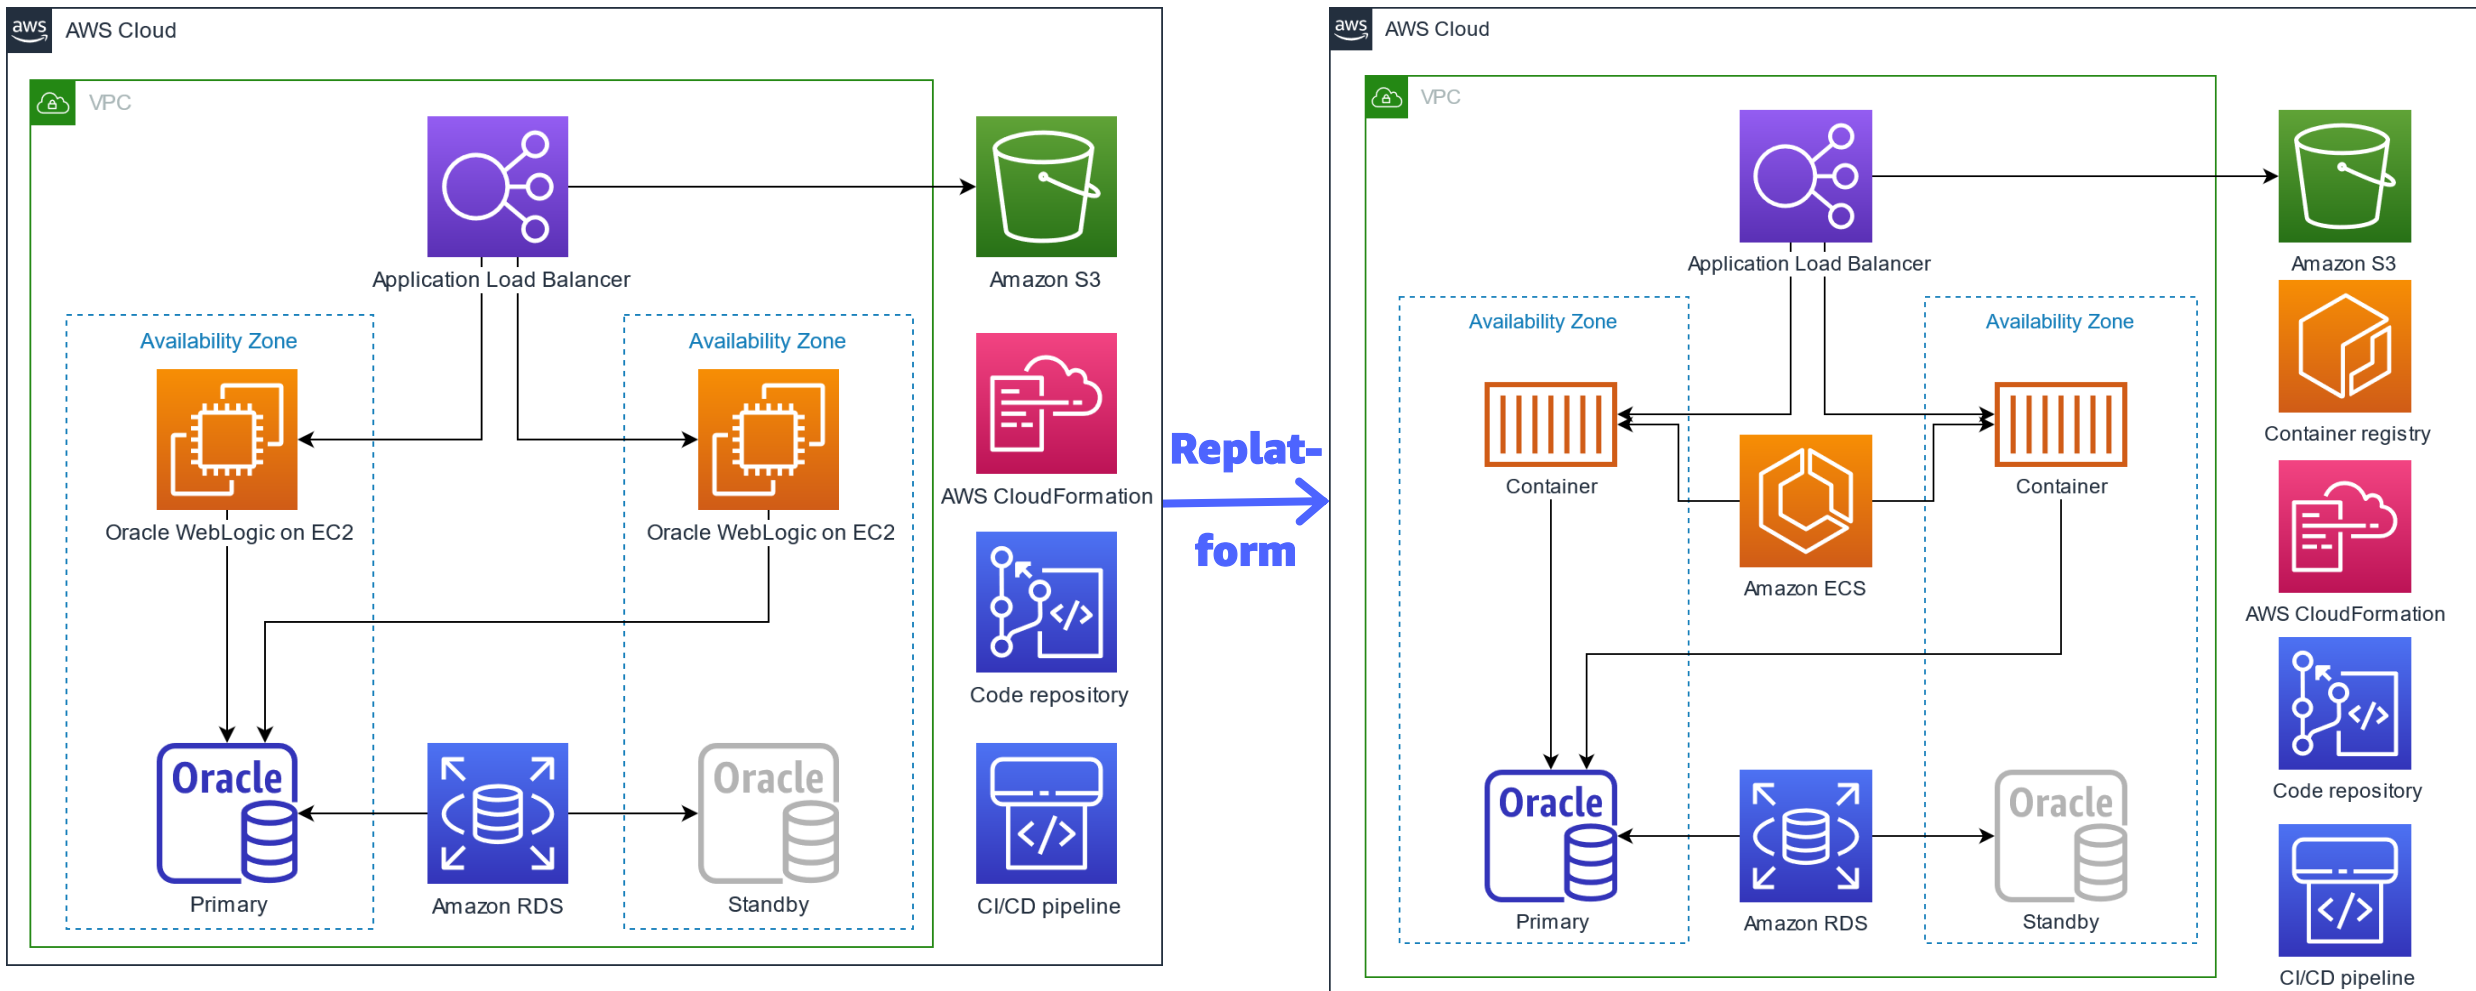 aws
AWS Cloud
VPC
Application Load Balancer
Amazon S3
Availability Zone
Availability Zone
Oracle WebLogic on EC2
Oracle WebLogic on EC2
AWS CloudFormation
Code repository
Oracle
Primary
Amazon RDS
Oracle
Standby
CI/CD pipeline
Replat-
form
aws
AWS Cloud
VPC
Application Load Balancer
Amazon S3
Container registry
Availability Zone
Availability Zone
Container
Container
Amazon ECS
AWS CloudFormation
Code repository
Oracle
Primary
Amazon RDS
Oracle
Standby
CI/CD pipeline